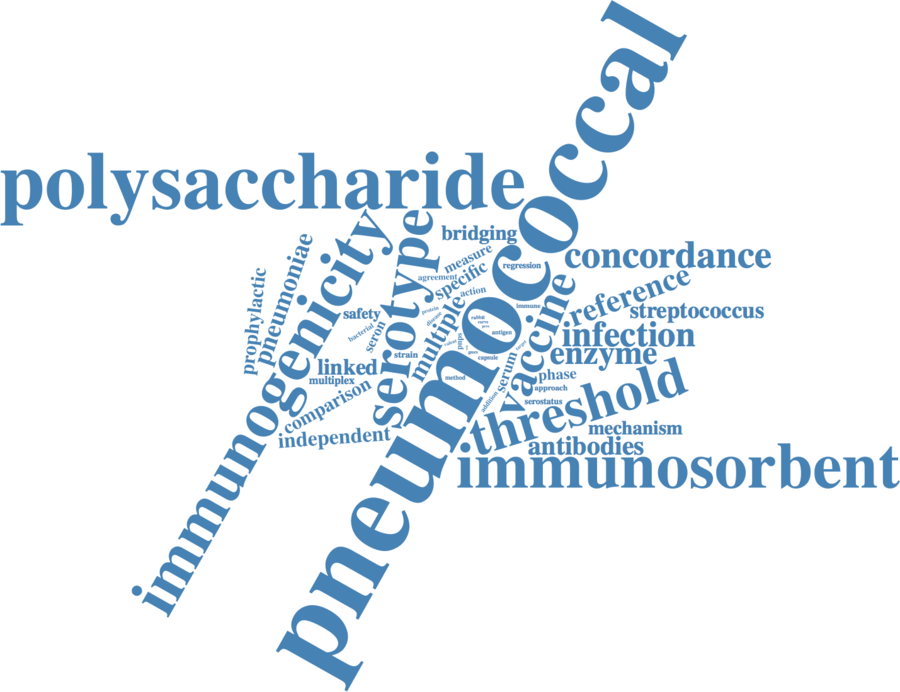 pneumococcal
polysaccharide
immunogenicity
serotype
bridging
measure
agreement
specific
action
regression
concordance
reference
streptococcus
infection
enzyme
vaccine
prophylactic
pneumoniae
safety
bacterial
seron
protein
disease
multiple
immune
rabbit
antigen
capsule
strain
linked
multiplex
comparison
independent
method
serum
phase
approach
addition
serostatus
threshold
mechanism
antibodies
immunosorbent